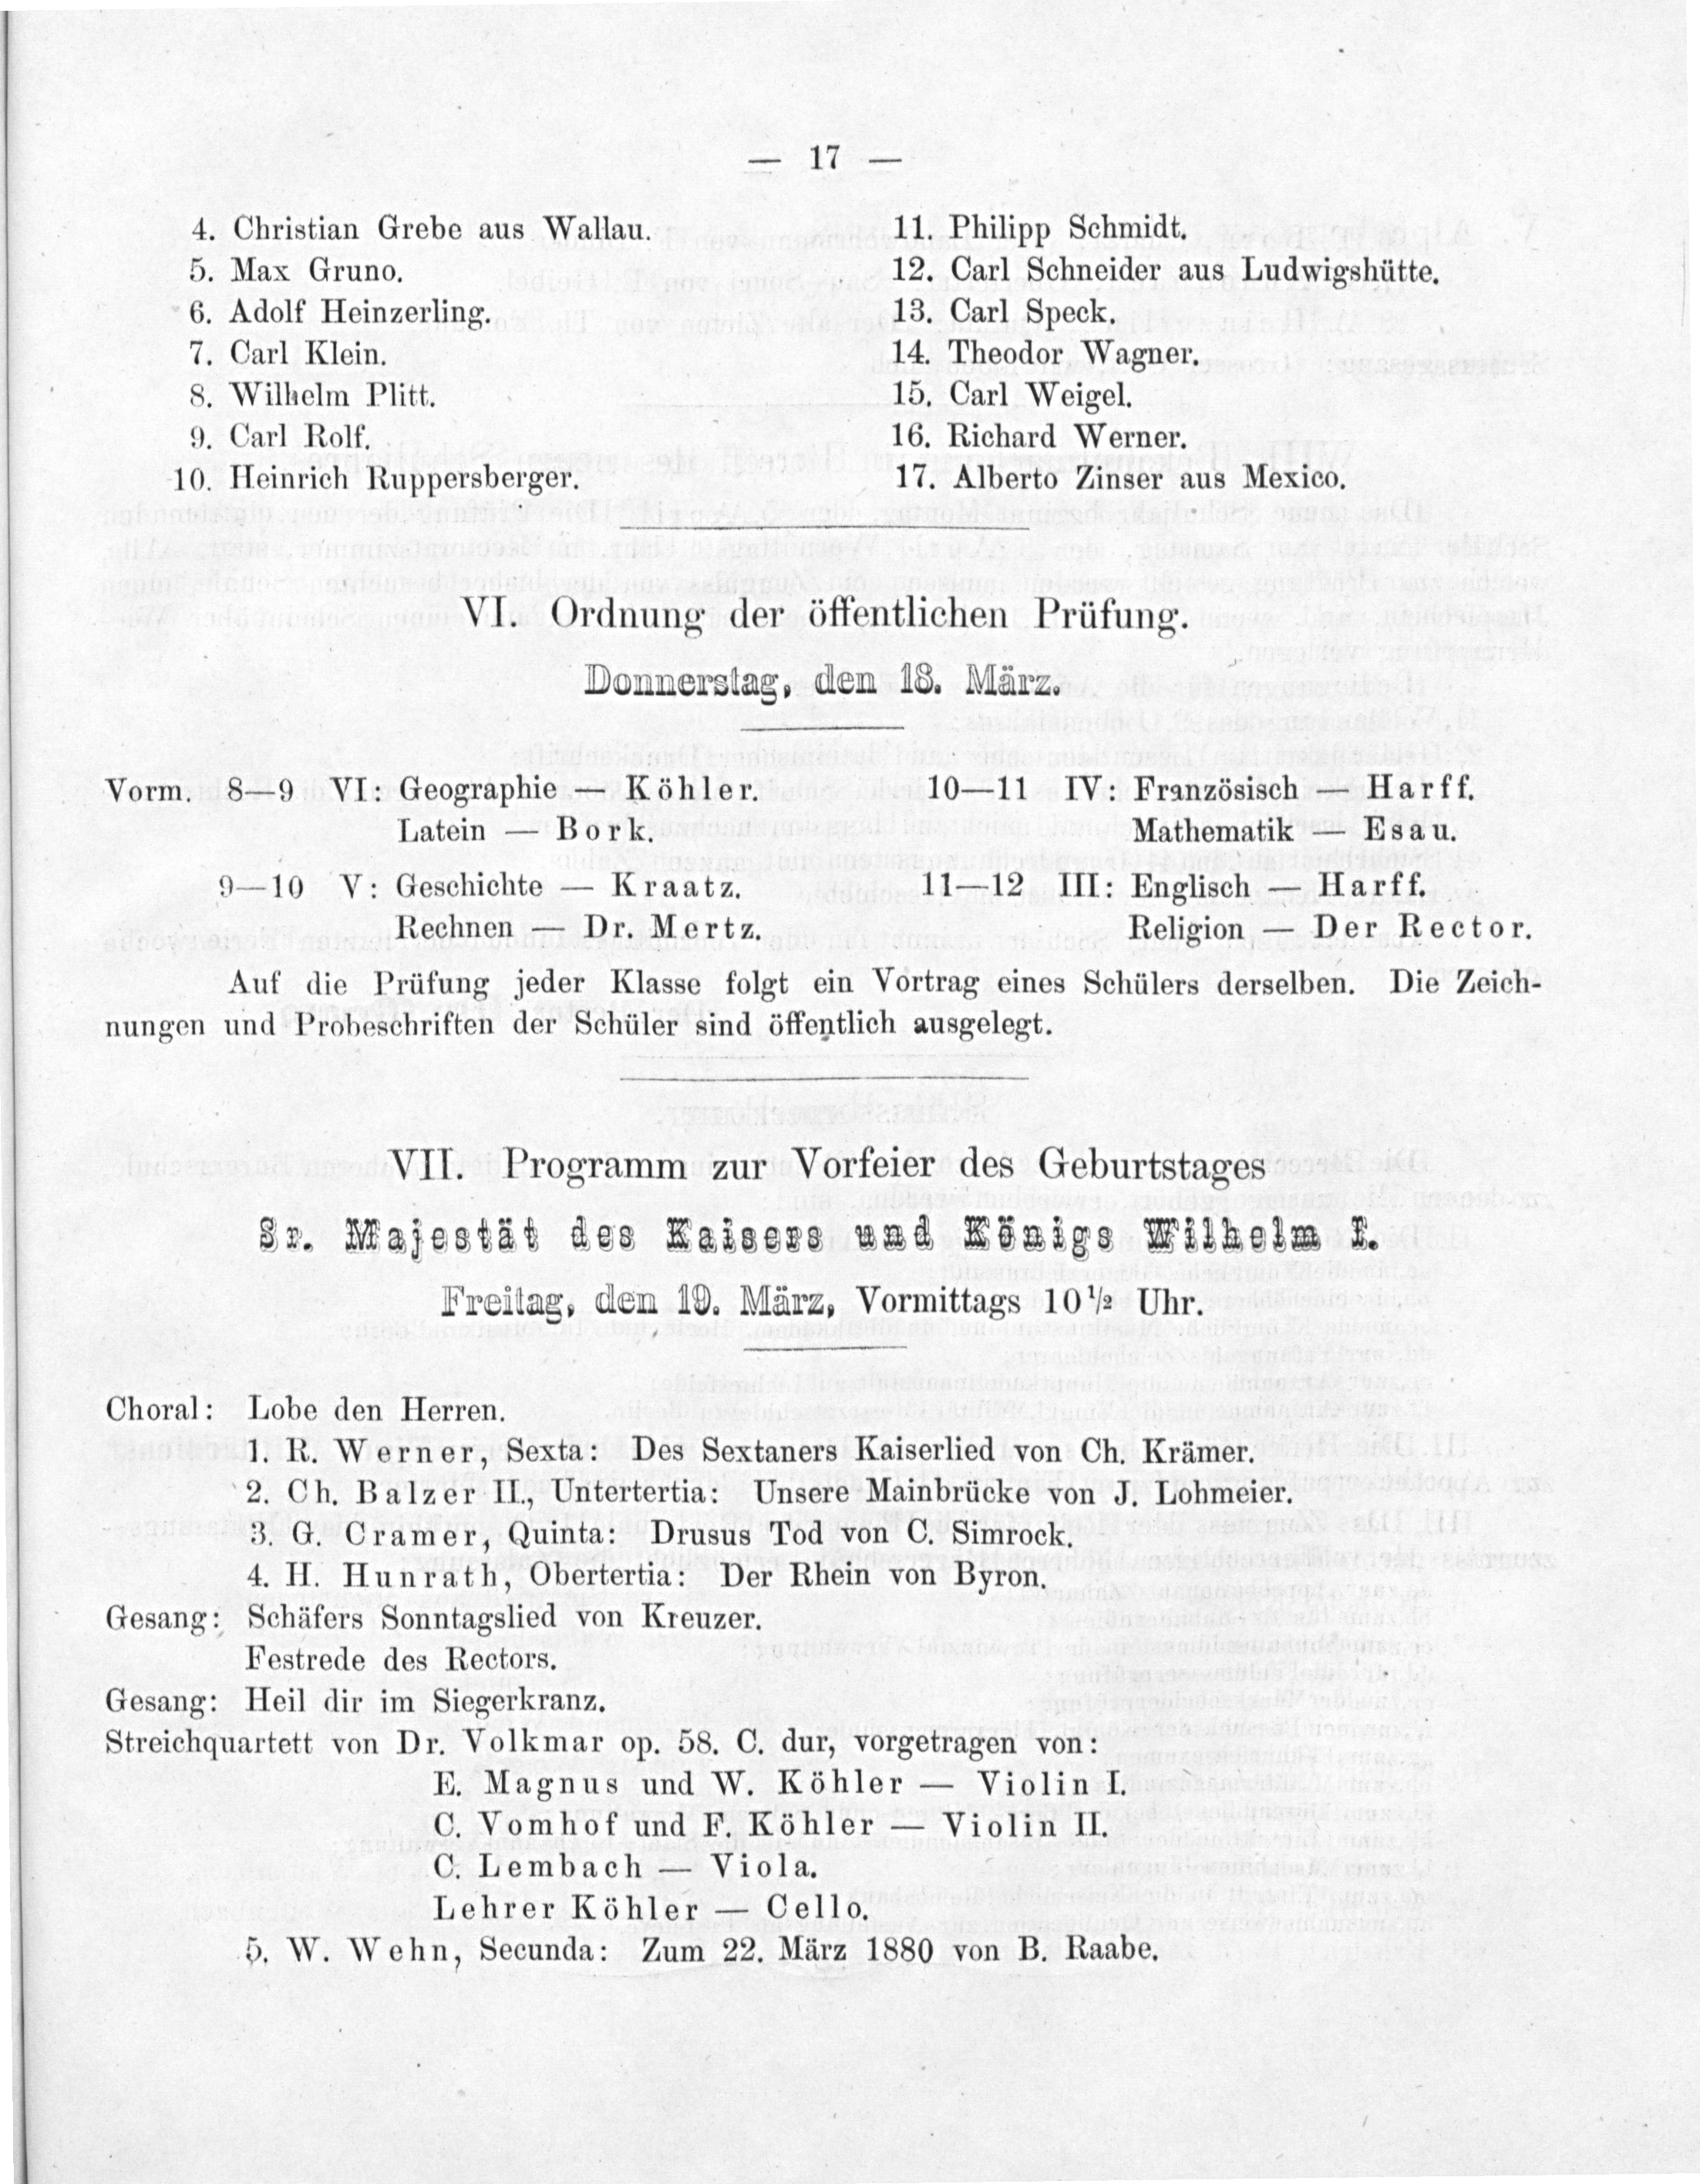 — 17 —
4. Christian Grebe aus Wallau.
5. Max Gruno.
6. Adolf Heinzerling.
7. Carl Klein.
8. Wilhelm Plitt.
9. Carl Rolf.
10. Heinrich Ruppersberger.
11. Philipp Schmidt.
12. Carl Schneider aus Ludwigshütte.
13. Carl Speck.
14. Theodor Wagner.
15. Carl Weigel.
16. Richard Werner.
17. Alberto Zinser aus Mexico.
VI. Ordnung der öffentlichen Prüfung.
Donnerstag, den 18. März.
Vorm. 8—9 VI: Geographie — Köhler.
Latein — Bork.
9—10 V: Geschichte — Kraatz.
Rechnen — Dr. Mertz.
10—11 IV: Französisch — Harff.
Mathematik — Esau.
11—12 III: Englisch — Harff.
Religion — Der Rector.
Auf die Prüfung jeder Klasse folgt ein Vortrag eines Schülers derselben. Die Zeich-
nungen und Probeschriften der Schüler sind öffentlich ausgelegt.
VII. Programm zur Vorfeier des Geburtstages
Sr. Majestät des Kaisers und Königs Wilhelm I.
Freitag, den 19. März, Vormittags 10½ Uhr.
Choral: Lobe den Herren.
1. R. Werner, Sexta: Des Sextaners Kaiserlied von Ch. Krämer.
2. Ch. Balzer II., Untertertia: Unsere Mainbrücke von J. Lohmeier.
3. G. Cramer, Quinta: Drusus Tod von C. Simrock.
4. H. Hunrath, Obertertia: Der Rhein von Byron.
Gesang: Schäfers Sonntagslied von Kreuzer.
Festrede des Rectors.
Gesang: Heil dir im Siegerkranz.
Streichquartett von Dr. Volkmar op. 58. C. dur, vorgetragen von:
E. Magnus und W. Köhler — Violin I.
C. Vomhof und F. Köhler — Violin II.
C. Lembach — Viola.
Lehrer Köhler — Cello.
5. W. Wehn, Secunda: Zum 22. März 1880 von B. Raabe.